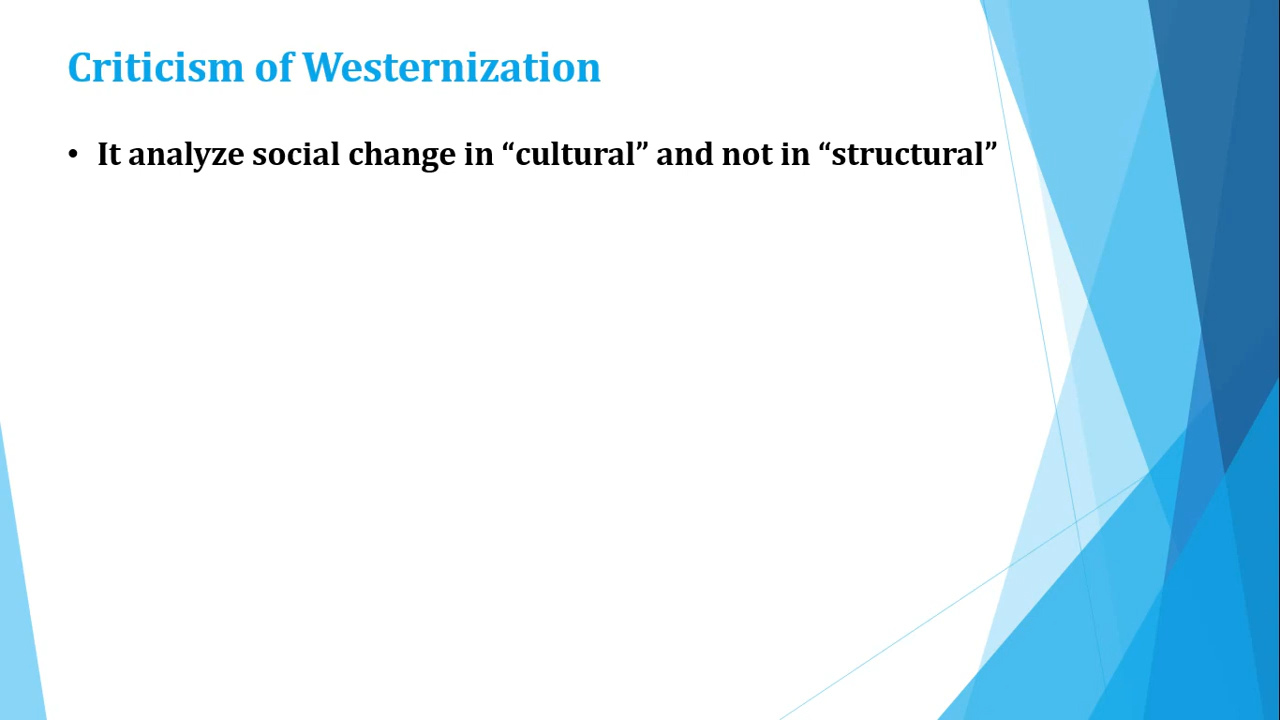 Criticism of Westernization
• It analyze social change in “cultural” and not in “structural”